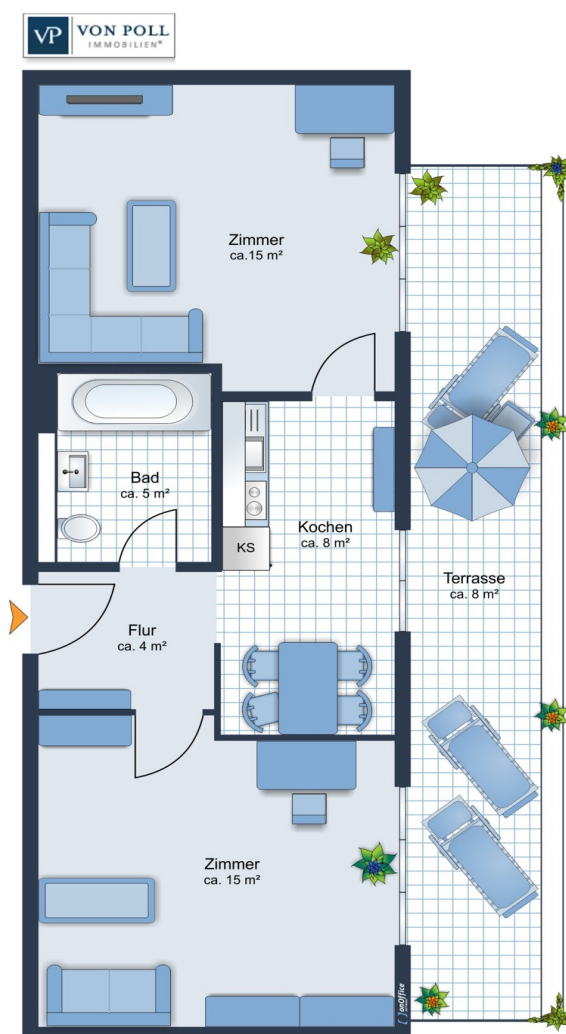 VP VON POLL
IMMOBILIEN®
Zimmer
ca.15 m²
Bad
ca. 5 m²
Kochen
ca. 8 m²
KS
Terrasse
ca. 8 m²
Flur
ca. 4 m²
Zimmer
ca. 15 m²
onOffice